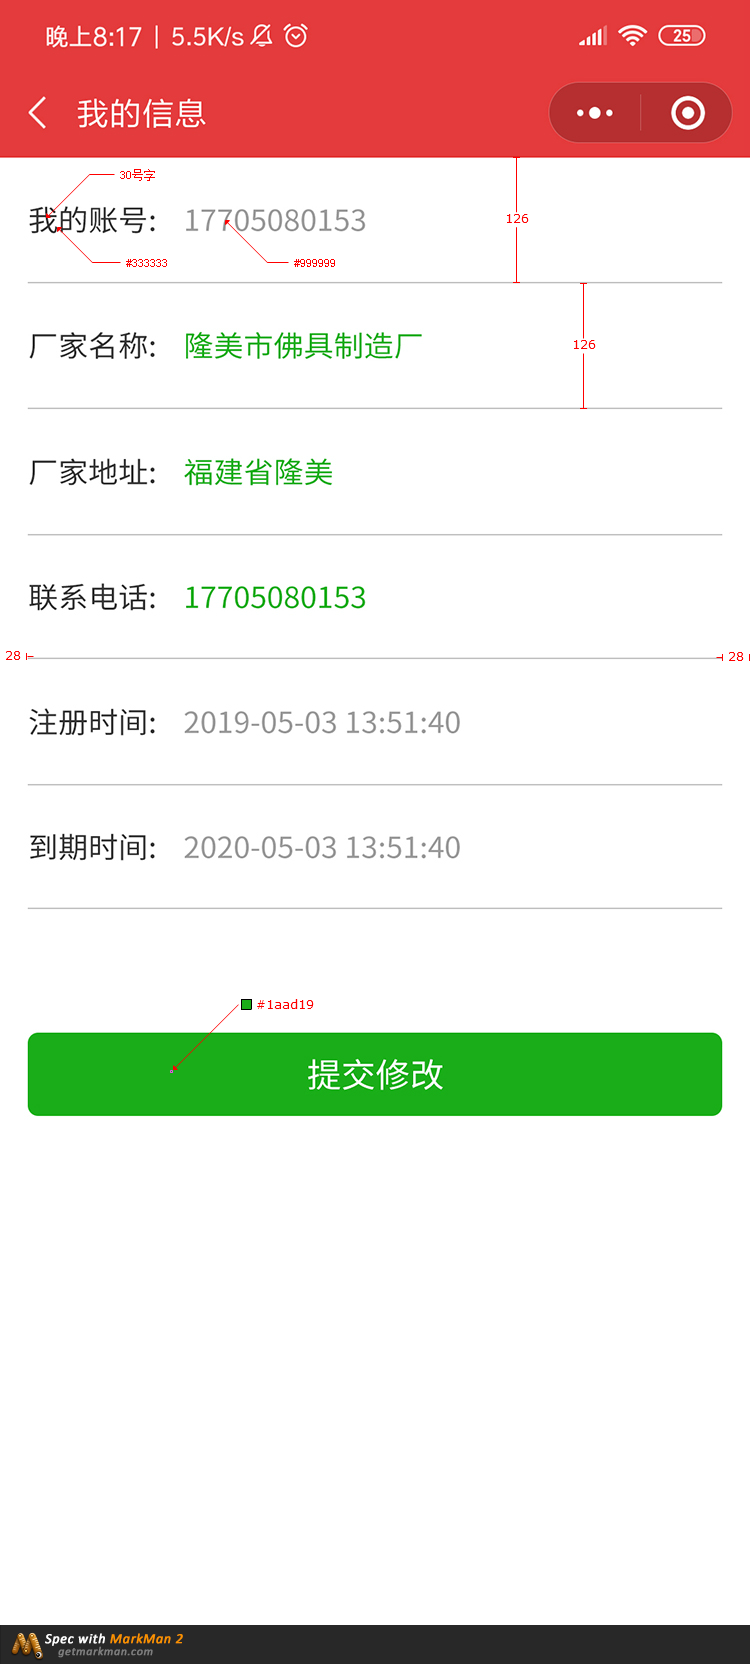 晚上8:17 | 5.5K/s
25
我的信息
30号字
我的账号: 17705080153
126
#333333
#999999
厂家名称: 隆美市佛具制造厂
126
厂家地址: 福建省隆美
联系电话: 17705080153
28
28
注册时间: 2019-05-03 13:51:40
到期时间: 2020-05-03 13:51:40
#1aad19
提交修改
Spec with MarkMan 2
getmarkman.com